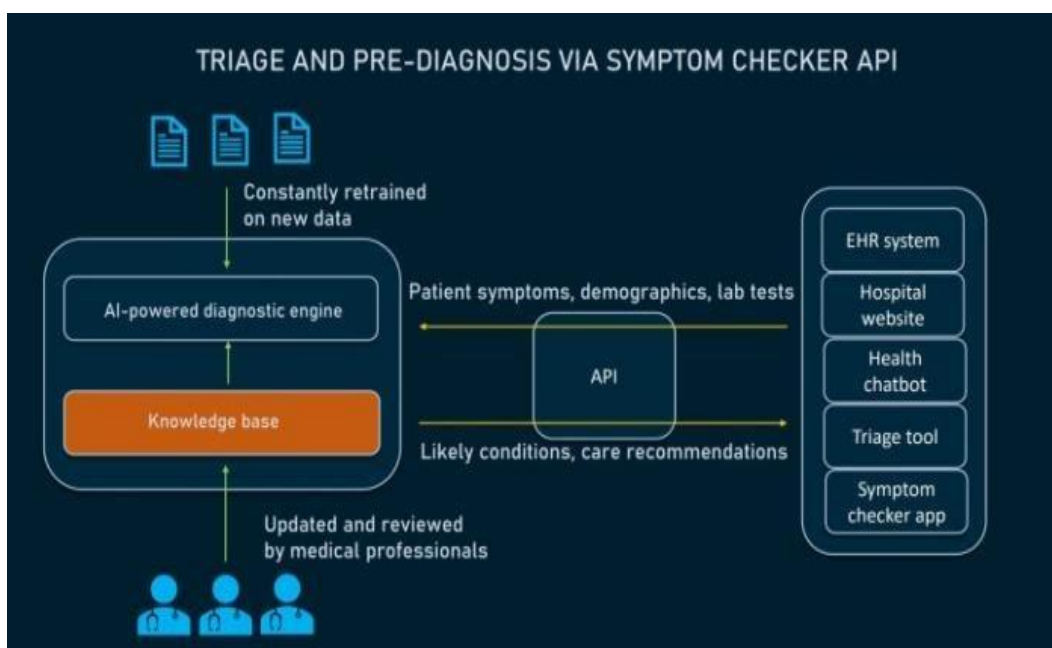 TRIAGE AND PRE-DIAGNOSIS VIA SYMPTOM CHECKER API
Constantly retrained
on new data
AI-powered diagnostic engine
Knowledge base
Updated and reviewed
by medical professionals
Patient symptoms, demographics, lab tests
API
Likely conditions, care recommendations
EHR system
Hospital
website
Health
chatbot
Triage tool
Symptom
checker app